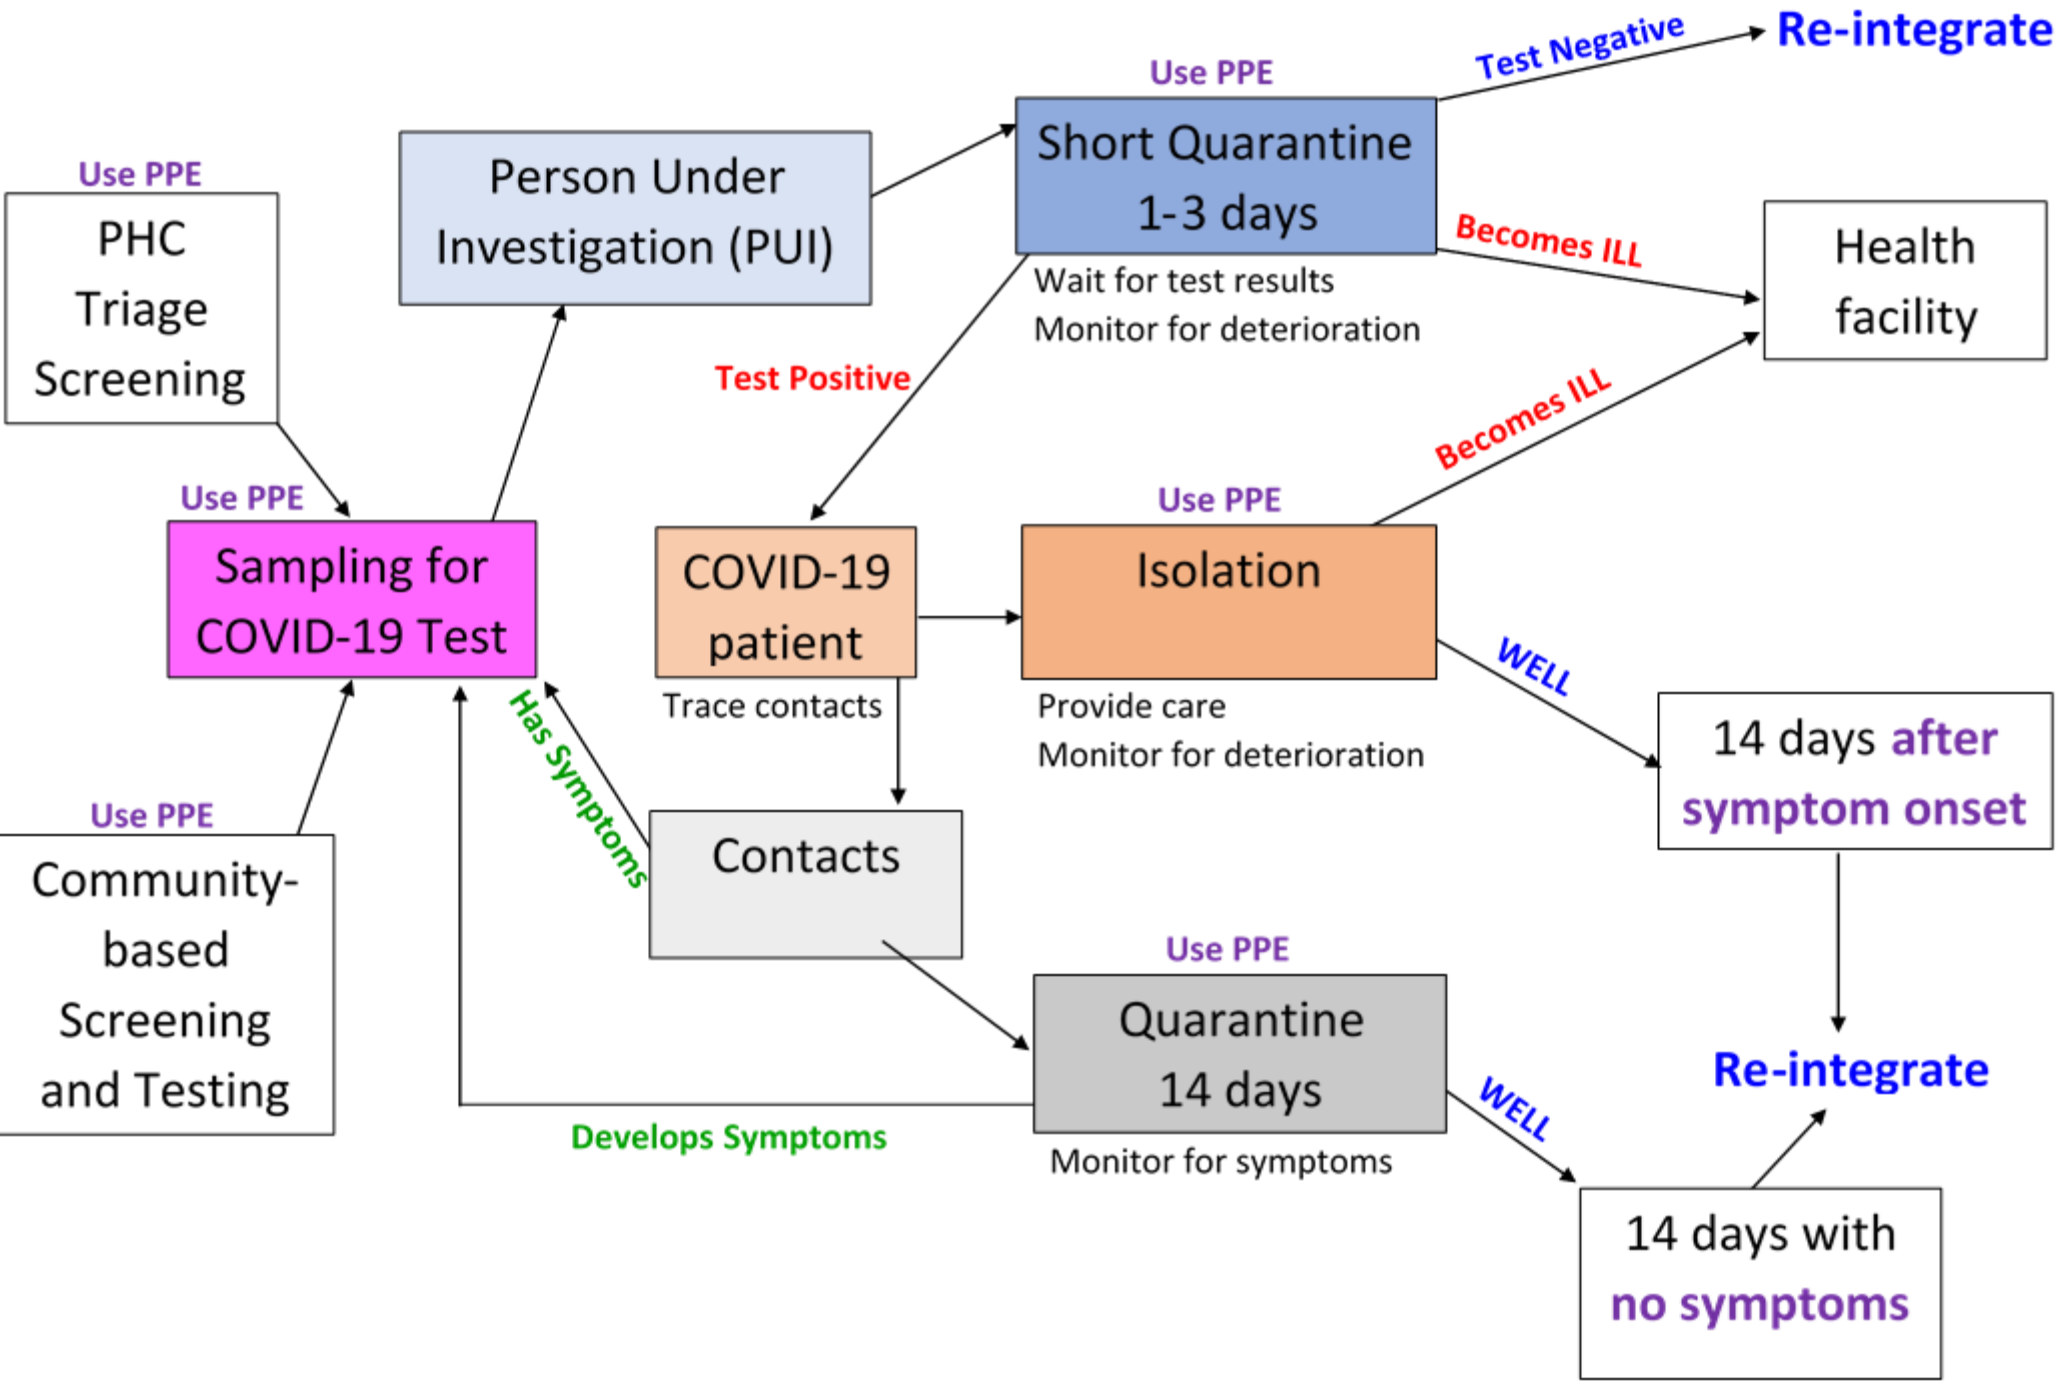 Test Negative
Re-integrate
Use PPE
Short Quarantine
1-3 days
Wait for test results
Monitor for deterioration
Person Under
Investigation (PUI)
Use PPE
PHC
Triage
Screening
Becomes ILL
Health
facility
Test Positive
Becomes ILL
Use PPE
Sampling for
COVID-19 Test
COVID-19
patient
Trace contacts
Use PPE
Isolation
Provide care
Monitor for deterioration
WELL
14 days after
symptom onset
Has Symptoms
Use PPE
Community-
based
Screening
and Testing
Contacts
Use PPE
Quarantine
14 days
Monitor for symptoms
Develops Symptoms
WELL
Re-integrate
14 days with
no symptoms